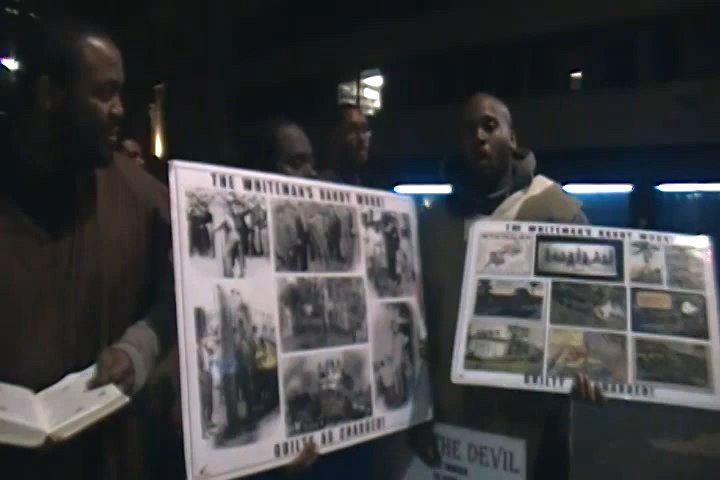 THE WHITEMAN'S HANDY WORK!
GUILTY AS CHARGED!
THE WHITEMAN'S HANDY WORK!
GUILTY AS CHARGED!
THE DEVIL